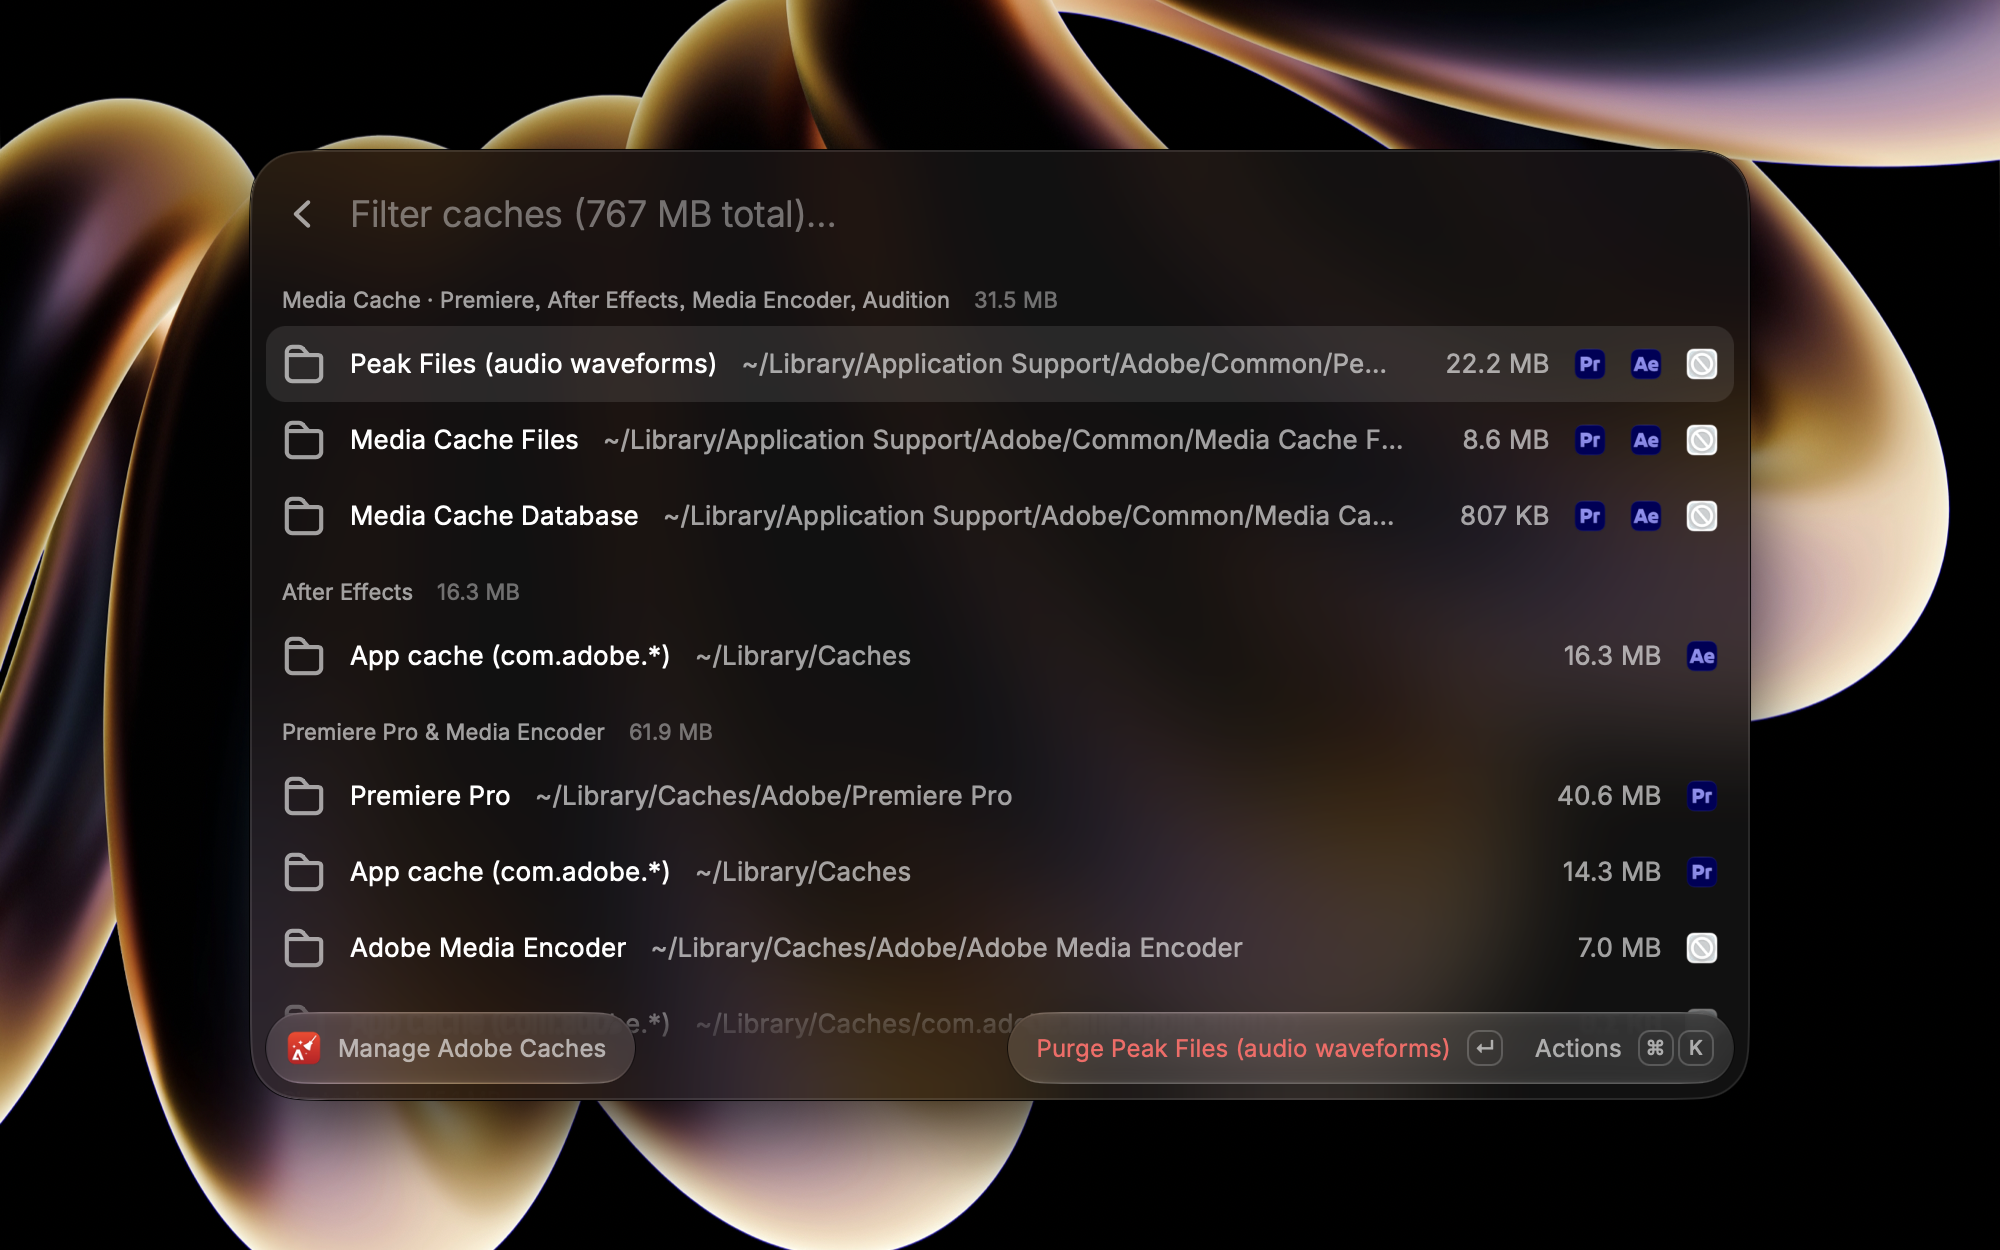 Filter caches (767 MB total)...
Media Cache · Premiere, After Effects, Media Encoder, Audition 31.5 MB
Peak Files (audio waveforms) ~/Library/Application Support/Adobe/Common/Pe... 22.2 MB Pr Ae
Media Cache Files ~/Library/Application Support/Adobe/Common/Media Cache F... 8.6 MB Pr Ae
Media Cache Database ~/Library/Application Support/Adobe/Common/Media Ca... 807 KB Pr Ae
After Effects 16.3 MB
App cache (com.adobe.*) ~/Library/Caches 16.3 MB Ae
Premiere Pro & Media Encoder 61.9 MB
Premiere Pro ~/Library/Caches/Adobe/Premiere Pro 40.6 MB Pr
App cache (com.adobe.*) ~/Library/Caches 14.3 MB Pr
Adobe Media Encoder ~/Library/Caches/Adobe/Adobe Media Encoder 7.0 MB
~/Library/Caches/com.ad
Manage Adobe Caches Purge Peak Files (audio waveforms) ↵ Actions ⌘ K